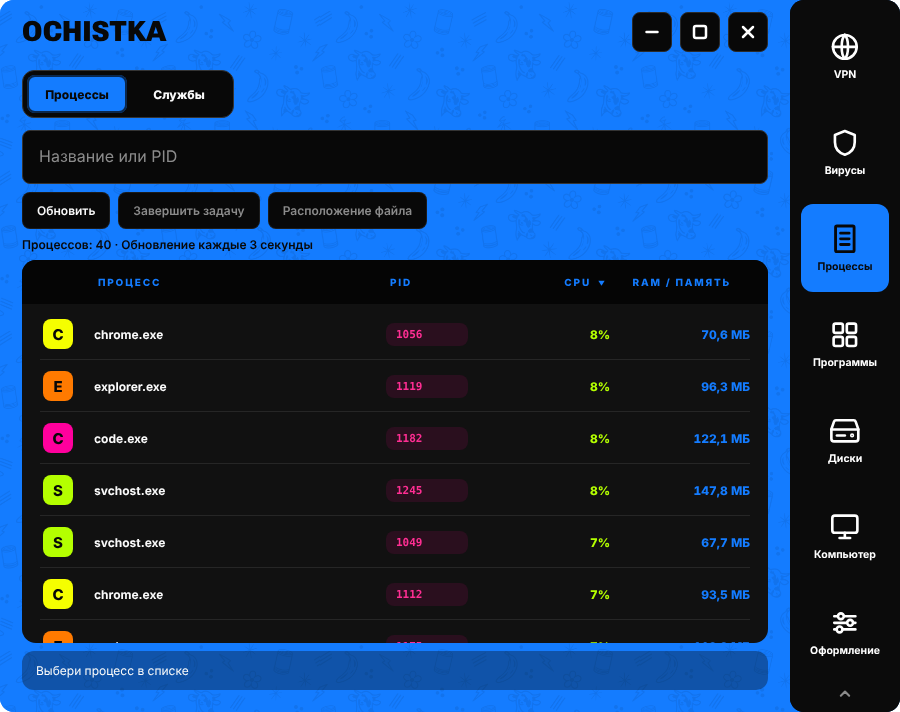 OCHISTKA
Процессы Службы
Название или PID
Обновить Завершить задачу Расположение файла
Процессов: 40 · Обновление каждые 3 секунды
ПРОЦЕСС PID CPU ▼ RAM / ПАМЯТЬ
C chrome.exe 1056 8% 70,6 МБ
E explorer.exe 1119 8% 96,3 МБ
C code.exe 1182 8% 122,1 МБ
S svchost.exe 1245 8% 147,8 МБ
S svchost.exe 1049 7% 67,7 МБ
C chrome.exe 1112 7% 93,5 МБ
Выбери процесс в списке
VPN
Вирусы
Процессы
Программы
Диски
Компьютер
Оформление